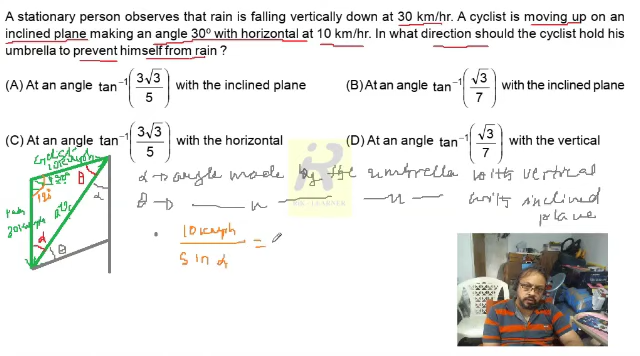 A stationary person observes that rain is falling vertically down at 30 km/hr. A cyclist is moving up on an
inclined plane making an angle 30° with horizontal at 10 km/hr. In what direction should the cyclist hold his
umbrella to prevent himself from rain ?
(A) At an angle tan⁻¹(3√3/5) with the inclined plane
(B) At an angle tan⁻¹(√3/7) with the inclined plane
(C) At an angle tan⁻¹(3√3/5) with the horizontal
(D) At an angle tan⁻¹(√3/7) with the vertical
α → angle made by the umbrella with vertical
θ → —— 〃 —— 〃 — with inclined
plane
10kmph/sin α =